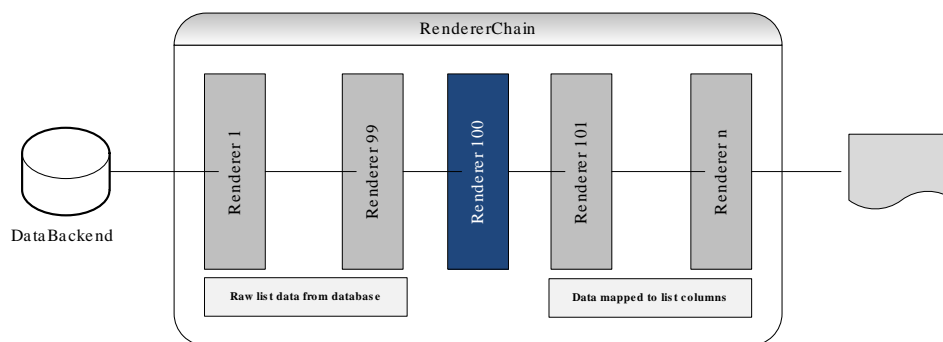 RendererChain
Renderer 1
Renderer 99
Renderer 100
Renderer 101
Renderer n
DataBackend
Raw list data from database
Data mapped to list columns